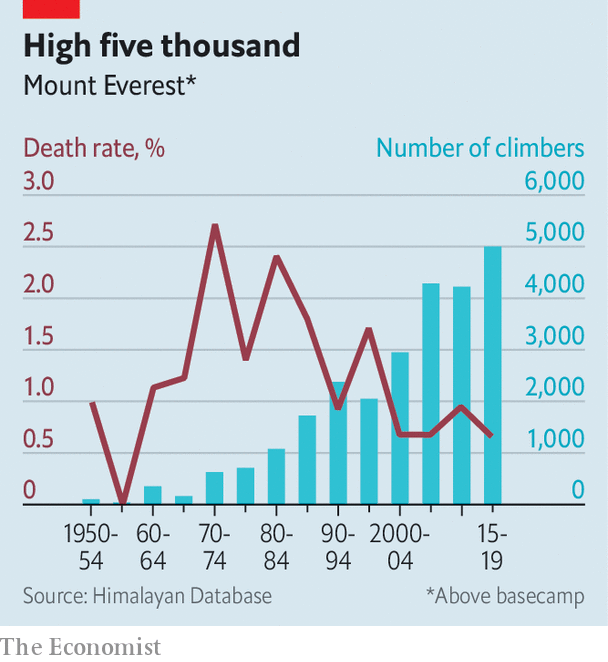 High five thousand
Mount Everest*
Death rate, % Number of climbers
3.0 6,000
2.5 5,000
2.0 4,000
1.5 3,000
1.0 2,000
0.5 1,000
0 0
1950- 60- 70- 80- 90- 2000- 15-
54 64 74 84 94 04 19
Source: Himalayan Database *Above basecamp
The Economist